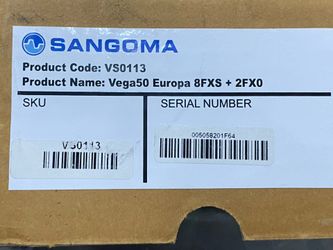 SANGOMA
Product Code: VS0113
Product Name: Vega50 Europa 8FXS + 2FX0
SKU
SERIAL NUMBER
VS0113
005058201F64